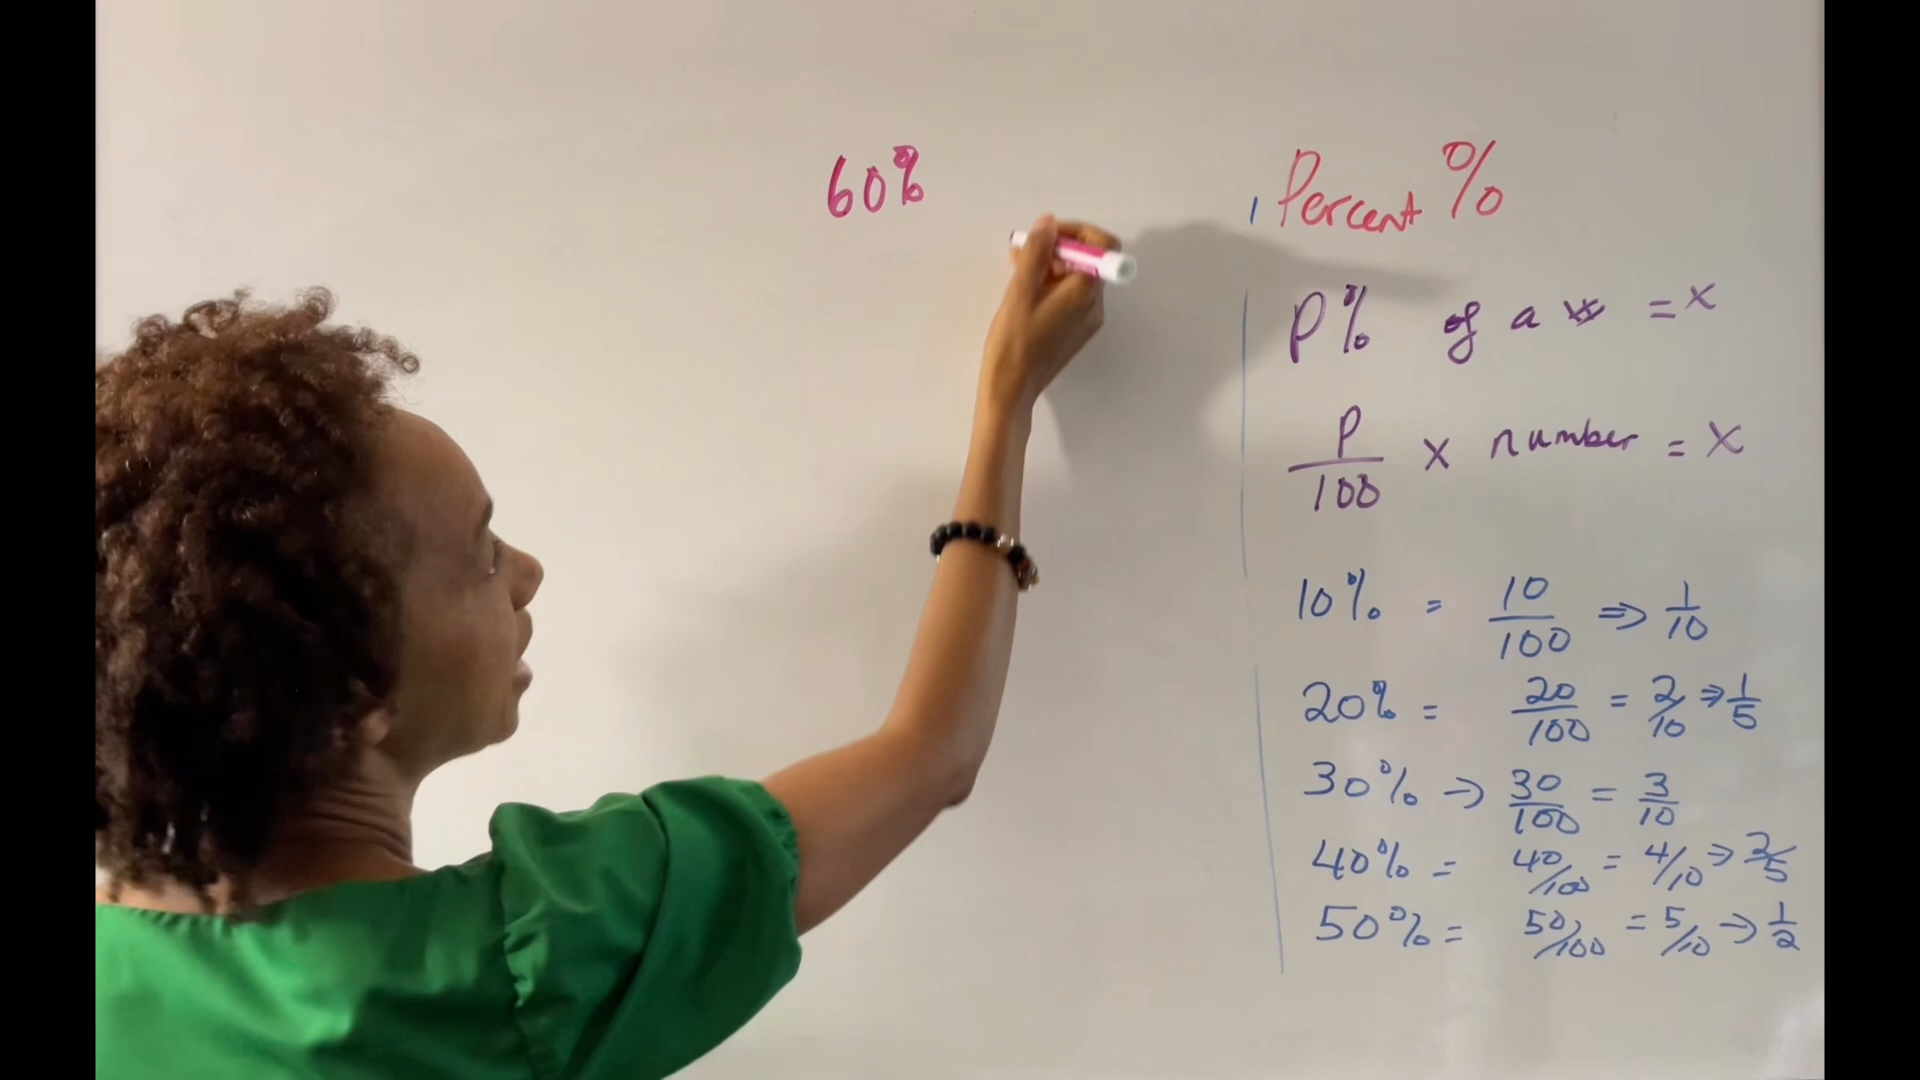 60%
Percent %
P% of a # = x
P/100 x number = x
10% = 10/100 => 1/10
20% = 20/100 = 2/10 => 1/5
30% → 30/100 = 3/10
40% = 40/100 = 4/10 => 2/5
50% = 50/100 = 5/10 → 1/2